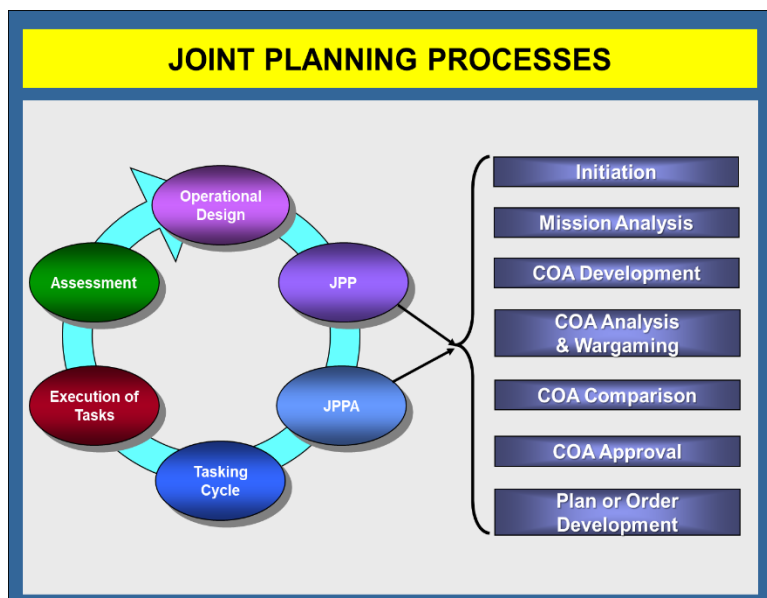 JOINT PLANNING PROCESSES
Operational
Design
JPP
JPPA
Tasking
Cycle
Execution of
Tasks
Assessment
Initiation
Mission Analysis
COA Development
COA Analysis
& Wargaming
COA Comparison
COA Approval
Plan or Order
Development